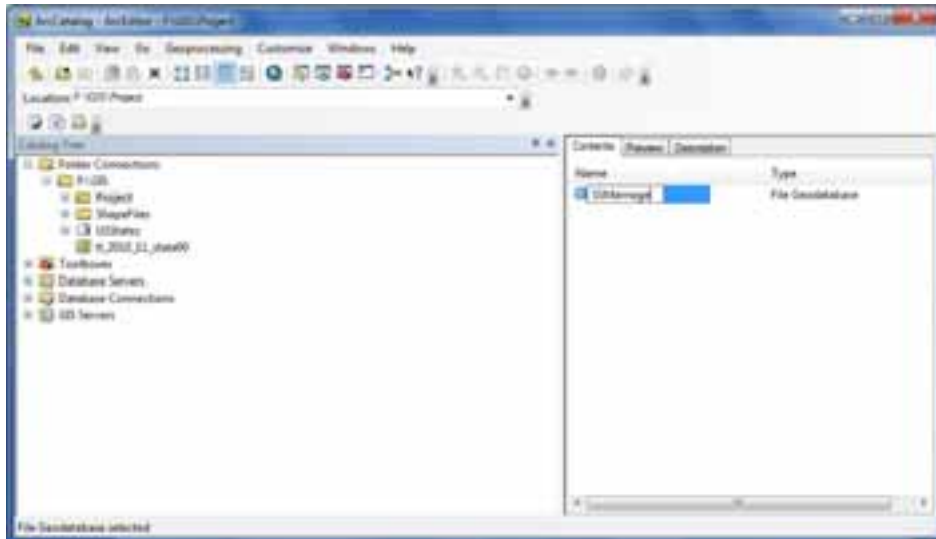 ArcCatalog - ArcEditor - F:\GIS\Project
File Edit View Go Geoprocessing Customize Windows Help
Location: F:\GIS\Project
Catalog Tree
Folder Connections
F:\GIS
Project
ShapeFiles
USStates
Toolboxes
Database Servers
Database Connections
GIS Servers
Contents Preview Description
Name Type
File Geodatabase
File Geodatabase selected